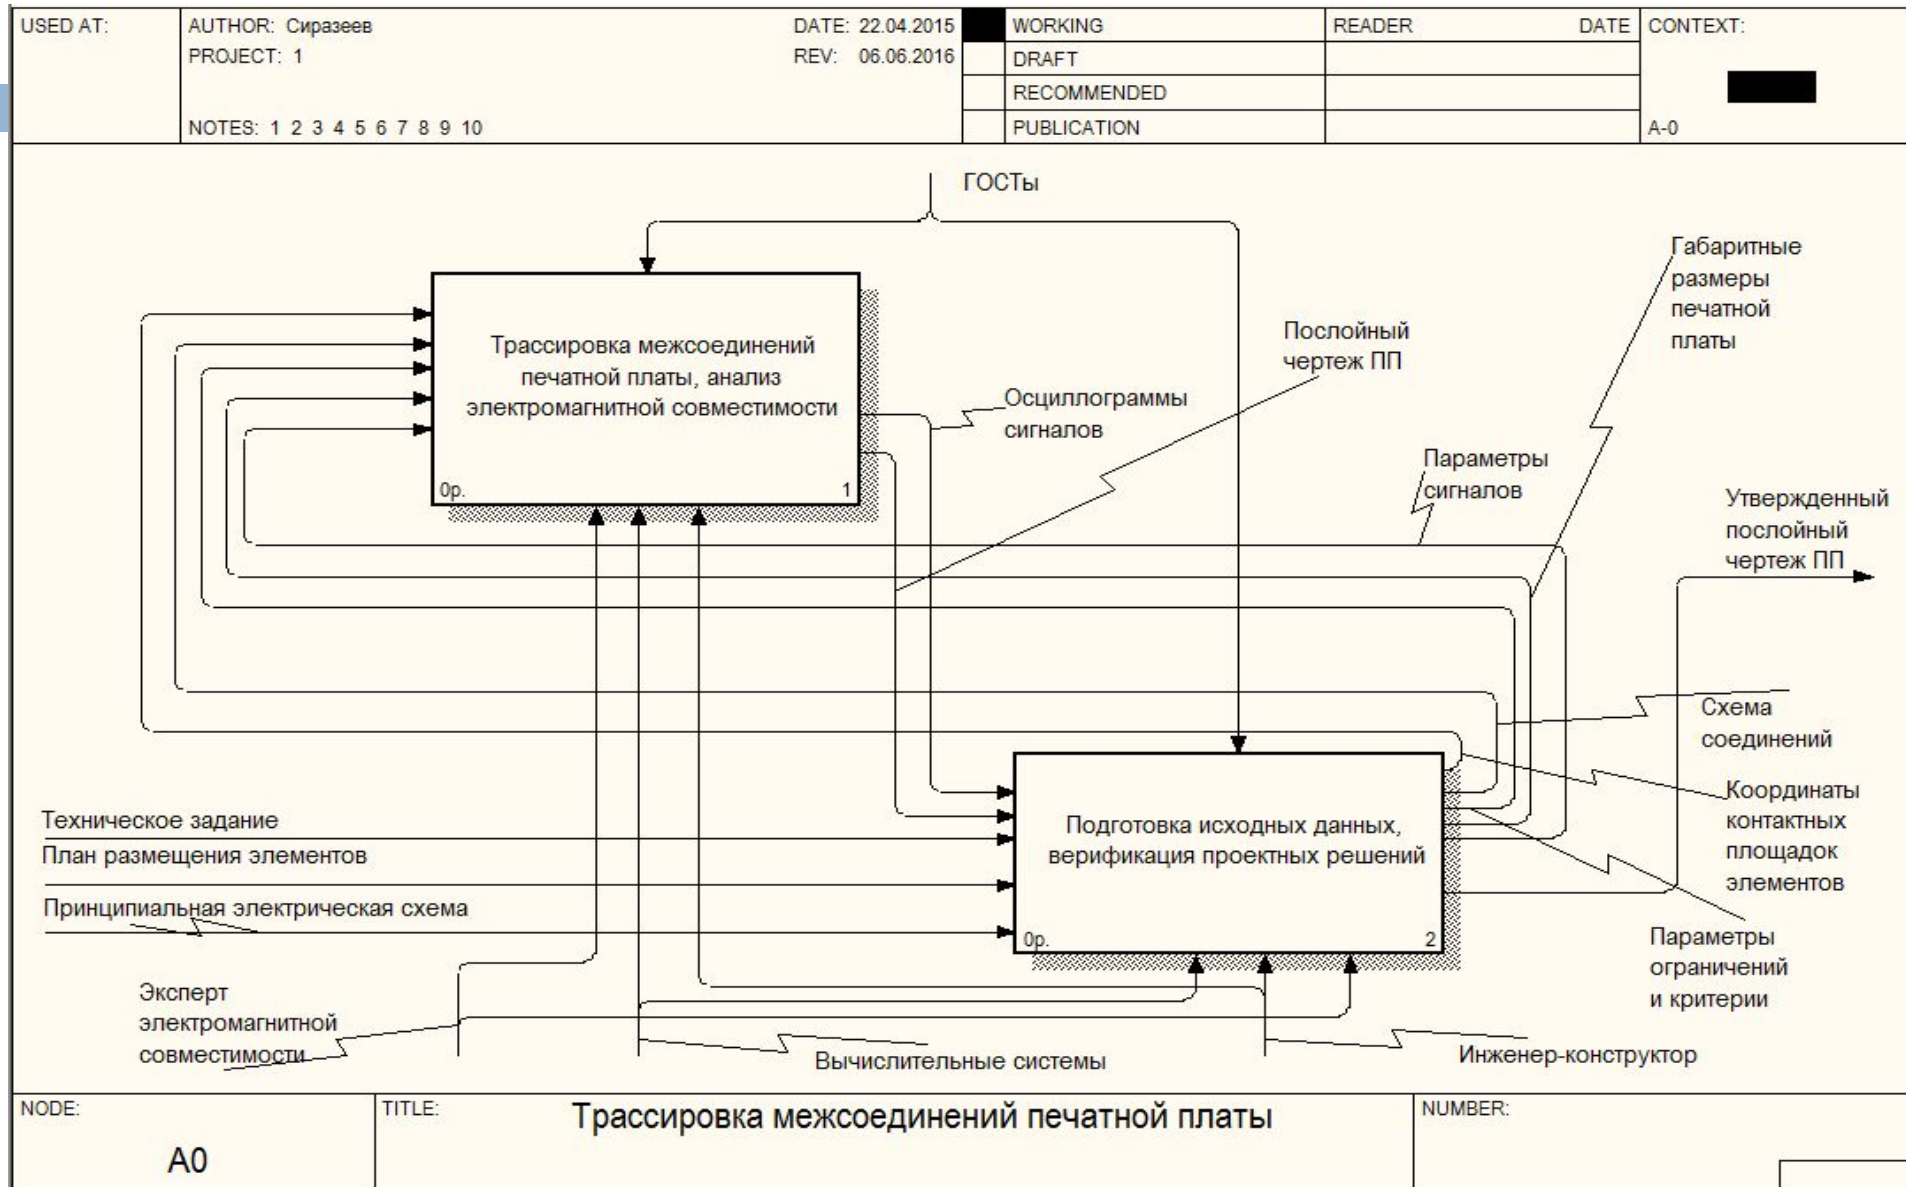 USED AT:
AUTHOR: Сиразеев
DATE: 22.04.2015
PROJECT: 1
REV: 06.06.2016
NOTES: 1 2 3 4 5 6 7 8 9 10
WORKING
DRAFT
RECOMMENDED
PUBLICATION
READER
DATE
CONTEXT:
A-0
ГОСТы
Габаритные
размеры
печатной
платы
Трассировка межсоединений
печатной платы, анализ
электромагнитной совместимости
0р.
1
Послойный
чертеж ПП
Осциллограммы
сигналов
Параметры
сигналов
Утвержденный
послойный
чертеж ПП
Схема
соединений
Координаты
контактных
площадок
элементов
Техническое задание
План размещения элементов
Принципиальная электрическая схема
Подготовка исходных данных,
верификация проектных решений
0р.
2
Параметры
ограничений
и критерии
Эксперт
электромагнитной
совместимости
Вычислительные системы
Инженер-конструктор
NODE:
A0
TITLE:
Трассировка межсоединений печатной платы
NUMBER: